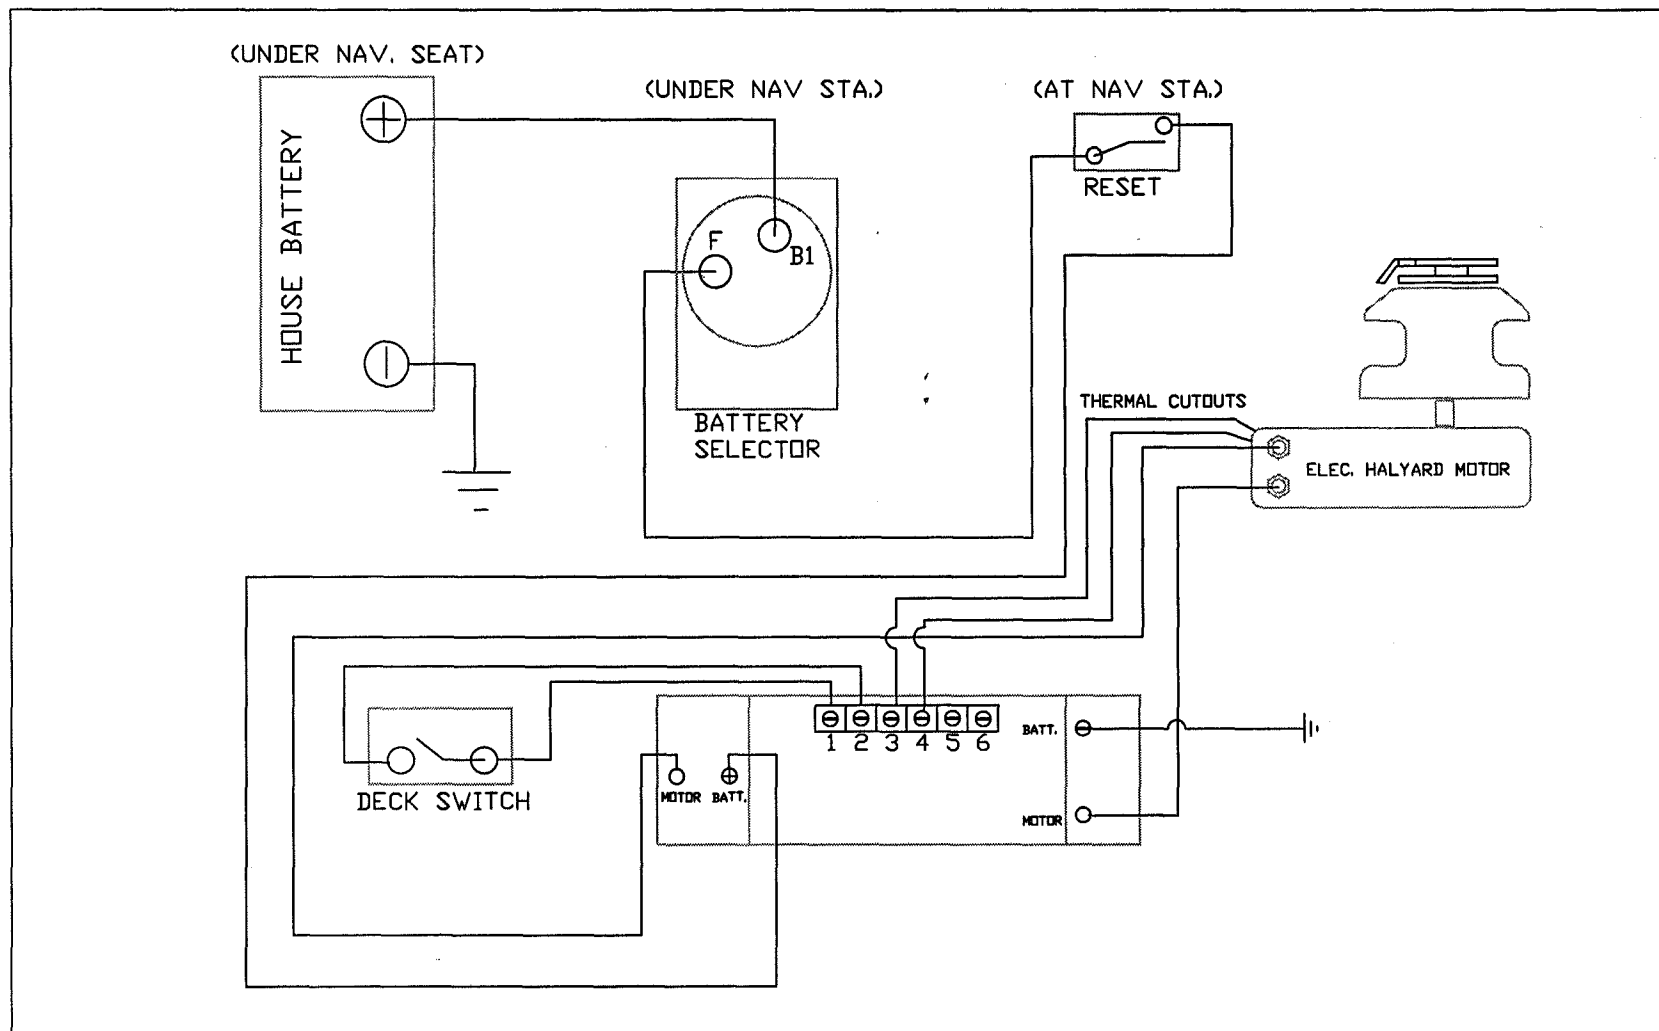 (UNDER NAV. SEAT)
(UNDER NAV STA.)
(AT NAV STA.)
HOUSE BATTERY
RESET
F
B1
BATTERY
SELECTOR
THERMAL CUTOUTS
ELEC. HALYARD MOTOR
1 2 3 4 5 6
BATT.
MOTOR BATT.
MOTOR
DECK SWITCH